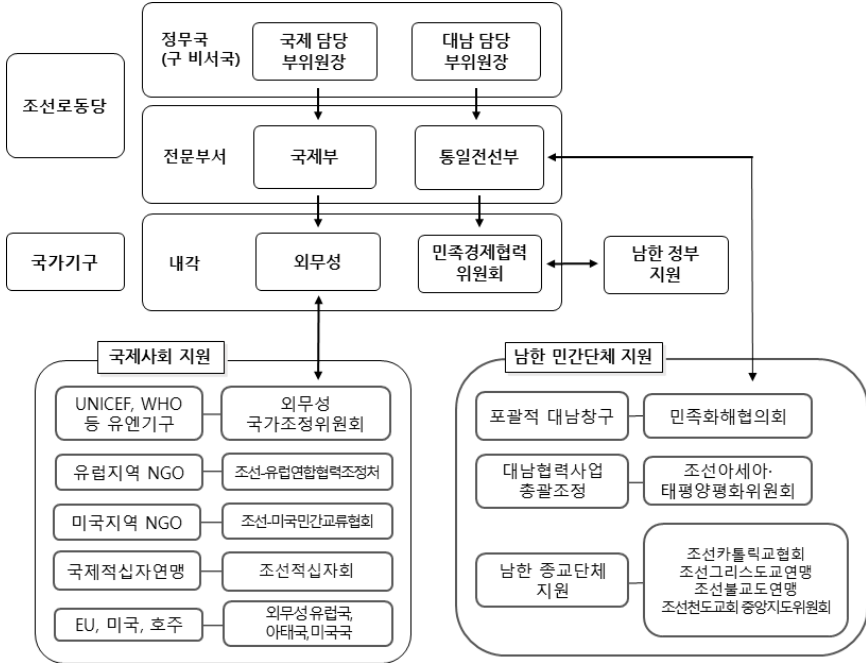 정무국
(구 비서국)
국제 담당
부위원장
대남 담당
부위원장
조선로동당
전문부서
국제부
통일전선부
국가기구
내각
외무성
민족경제협력
위원회
남한 정부
지원
국제사회 지원
UNICEF, WHO
등 유엔기구
외무성
국가조정위원회
유럽지역 NGO
조선-유럽연합협력조정처
미국지역 NGO
조선-미국민간교류협회
국제적십자연맹
조선적십자회
EU, 미국, 호주
외무성 유럽국,
아태국,미국국
남한 민간단체 지원
포괄적 대남창구
민족화해협의회
대남협력사업
총괄조정
조선아세아·
태평양평화위원회
남한 종교단체
지원
조선카톨릭교협회
조선그리스도교연맹
조선불교도연맹
조선천도교회 중앙지도위원회